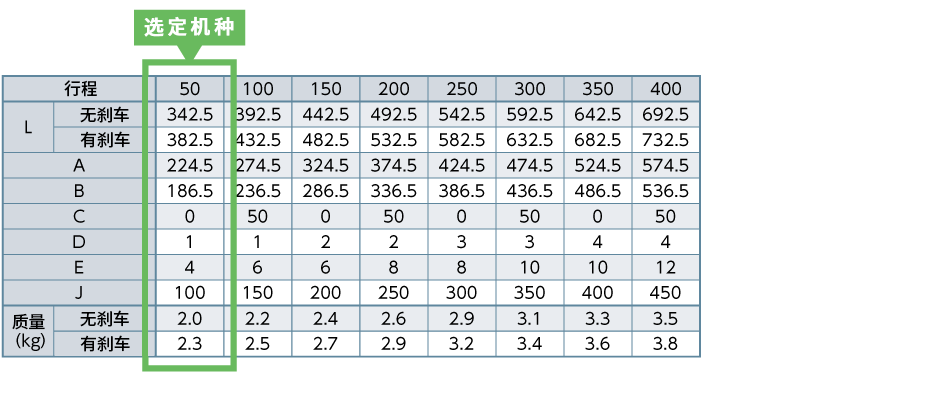 选定机种
行程 50 100 150 200 250 300 350 400
L 无刹车 342.5 392.5 442.5 492.5 542.5 592.5 642.5 692.5
有刹车 382.5 432.5 482.5 532.5 582.5 632.5 682.5 732.5
A 224.5 274.5 324.5 374.5 424.5 474.5 524.5 574.5
B 186.5 236.5 286.5 336.5 386.5 436.5 486.5 536.5
C 0 50 0 50 0 50 0 50
D 1 1 2 2 3 3 4 4
E 4 6 6 8 8 10 10 12
J 100 150 200 250 300 350 400 450
质量(kg) 无刹车 2.0 2.2 2.4 2.6 2.9 3.1 3.3 3.5
有刹车 2.3 2.5 2.7 2.9 3.2 3.4 3.6 3.8